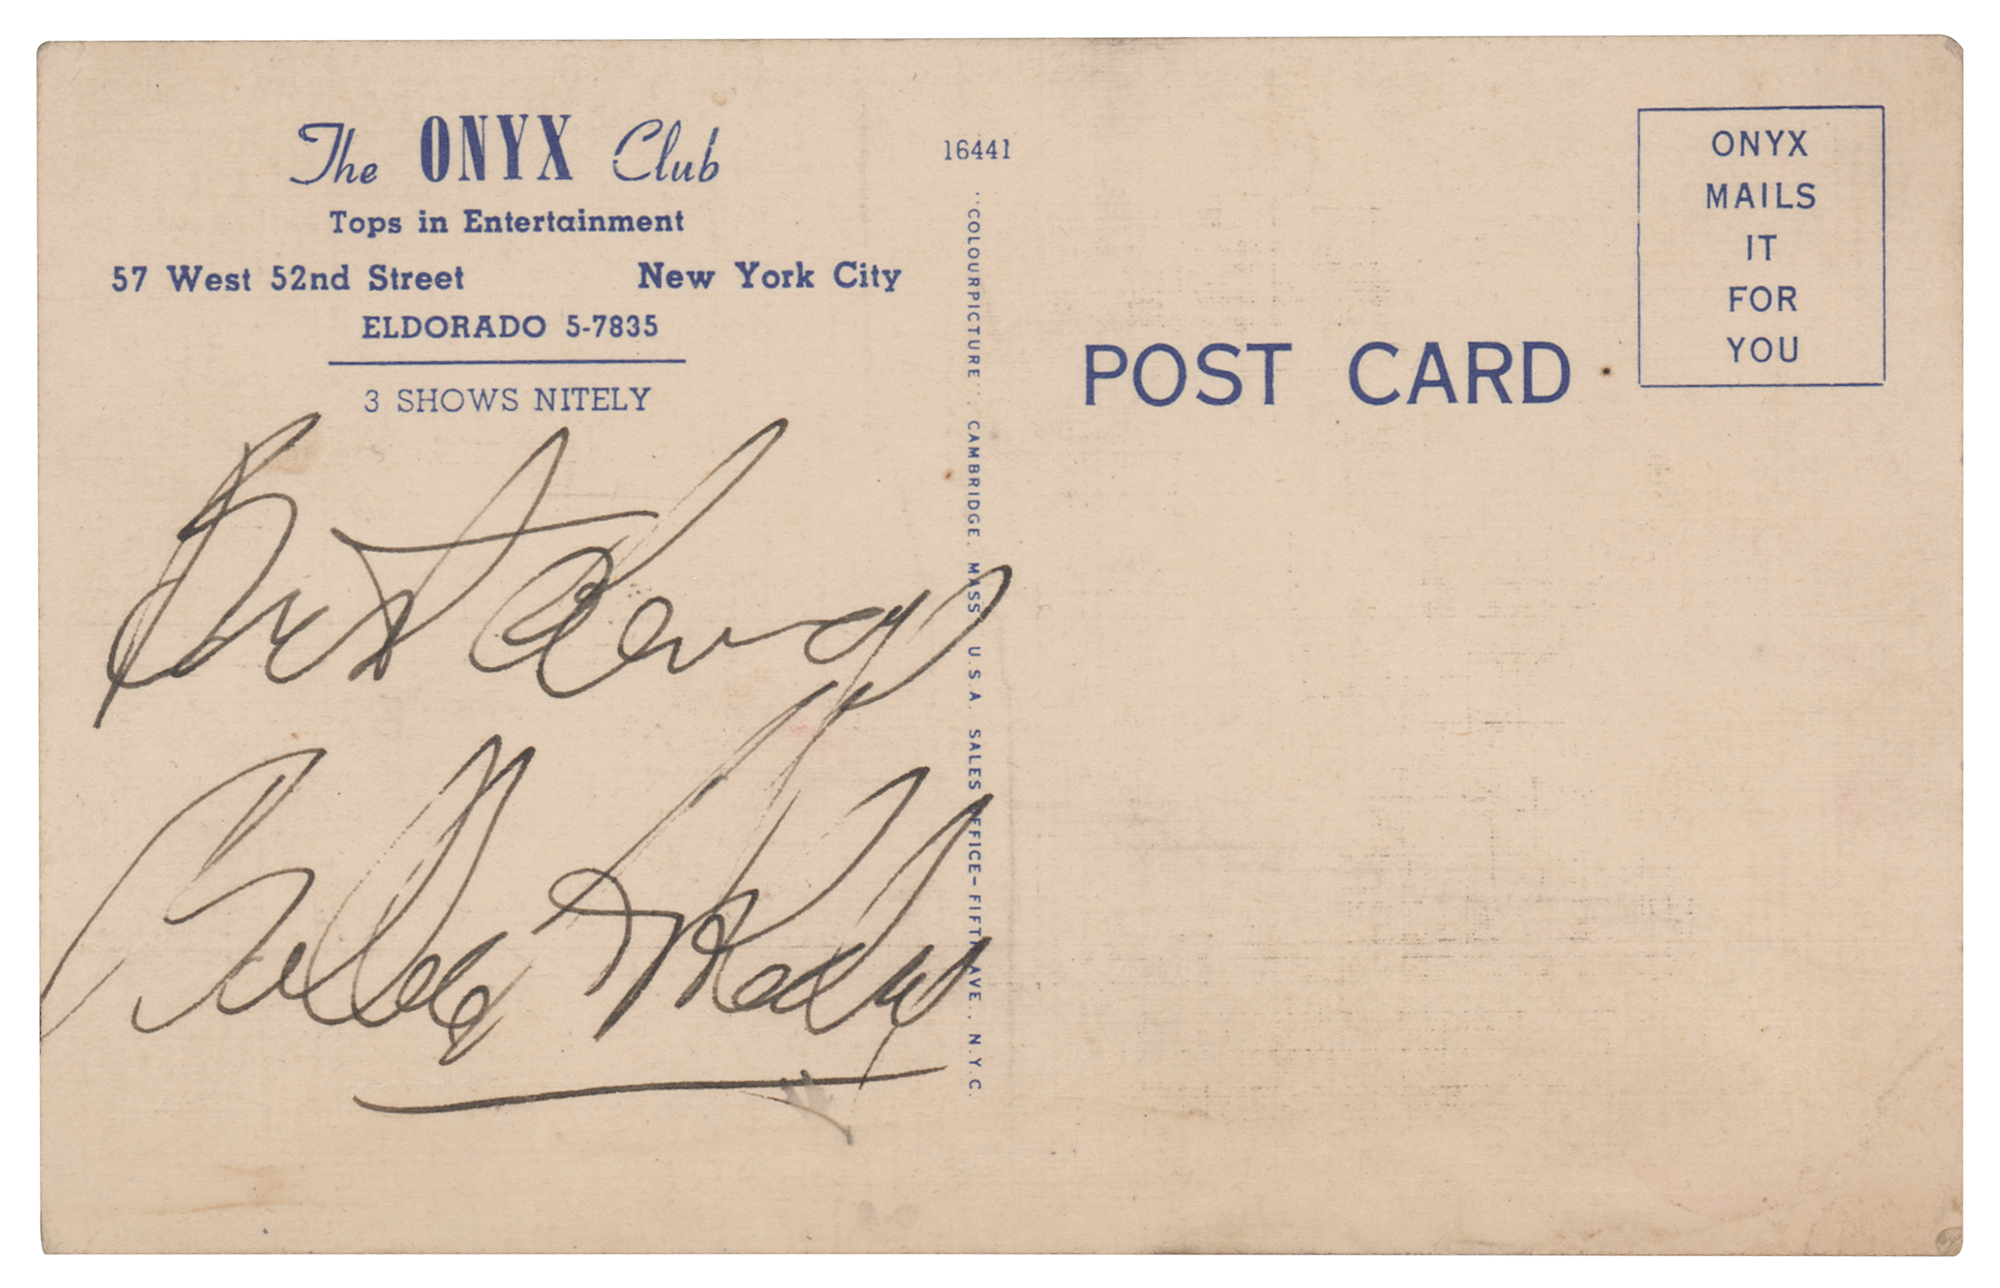 The ONYX Club
Tops in Entertainment
57 West 52nd Street New York City
ELDORADO 5-7835
3 SHOWS NITELY
Best Always
Billie Holiday
16441
"COLOURPICTURE", CAMBRIDGE, MASS. U.S.A. SALES OFFICE—FIFTH AVE., N.Y.C.
POST CARD
ONYX
MAILS
IT
FOR
YOU